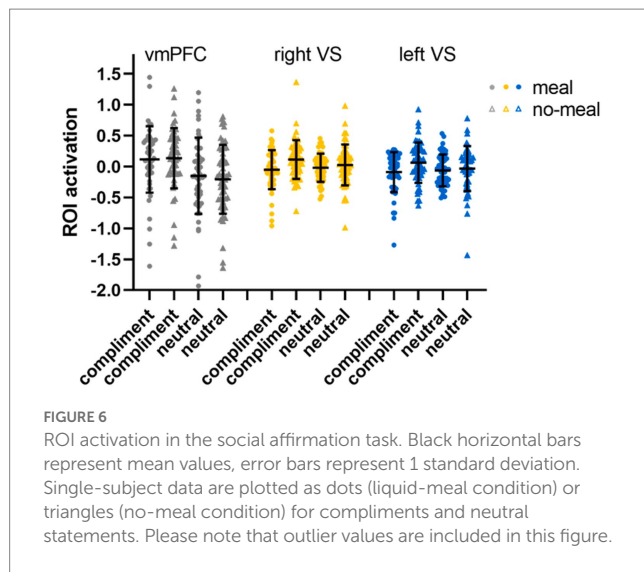 vmPFC right VS left VS
meal
no-meal
ROI activation
1.5
1.0
0.5
0.0
-0.5
-1.0
-1.5
-2.0
compliment
compliment
neutral
neutral
compliment
compliment
neutral
neutral
compliment
compliment
neutral
neutral
FIGURE 6
ROI activation in the social affirmation task. Black horizontal bars
represent mean values, error bars represent 1 standard deviation.
Single-subject data are plotted as dots (liquid-meal condition) or
triangles (no-meal condition) for compliments and neutral
statements. Please note that outlier values are included in this figure.